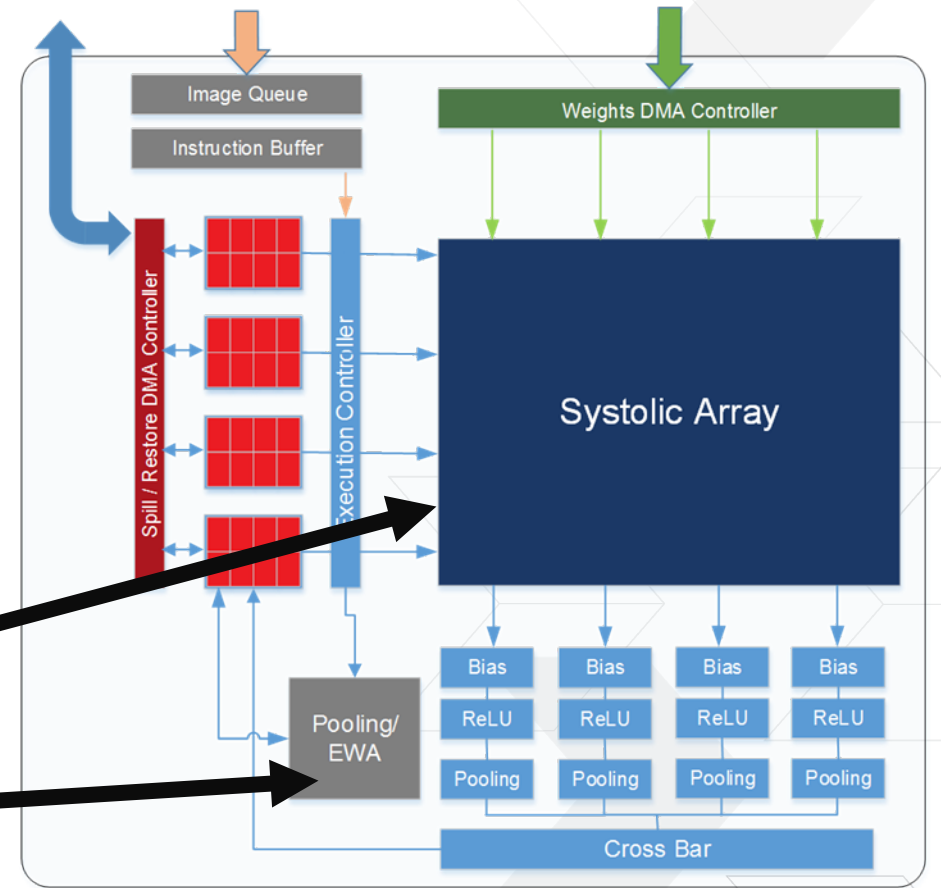 Image Queue
Instruction Buffer
Weights DMA Controller
Spill / Restore DMA Controller
Execution Controller
Systolic Array
Pooling/
EWA
Bias
Bias
Bias
Bias
ReLU
ReLU
ReLU
ReLU
Pooling
Pooling
Pooling
Pooling
Cross Bar